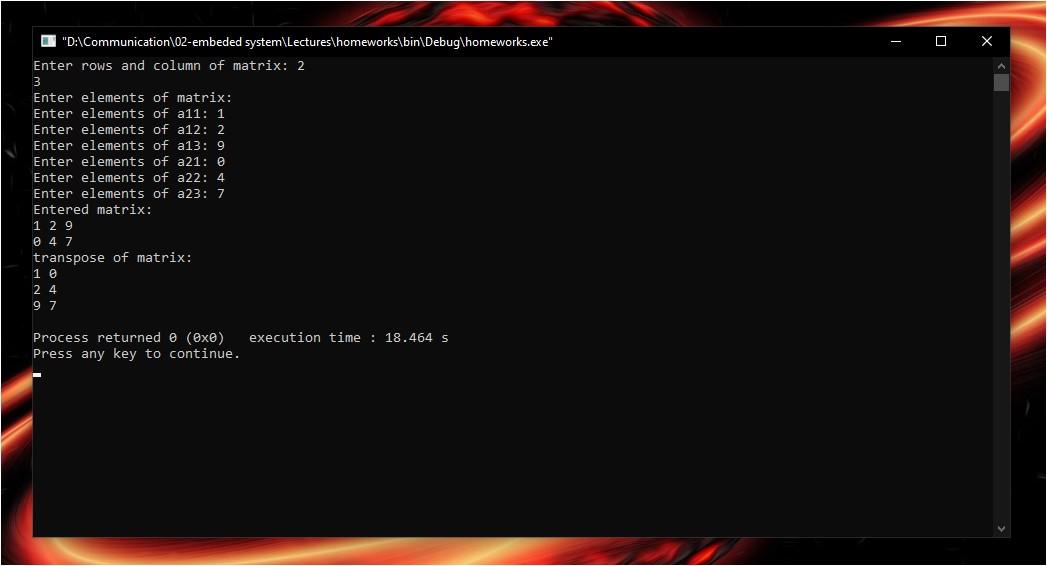 "D:\Communication\02-embeded system\Lectures\homeworks\bin\Debug\homeworks.exe"
Enter rows and column of matrix: 2
3
Enter elements of matrix:
Enter elements of a11: 1
Enter elements of a12: 2
Enter elements of a13: 9
Enter elements of a21: 0
Enter elements of a22: 4
Enter elements of a23: 7
Entered matrix:
1 2 9
0 4 7
transpose of matrix:
1 0
2 4
9 7
Process returned 0 (0x0)   execution time : 18.464 s
Press any key to continue.